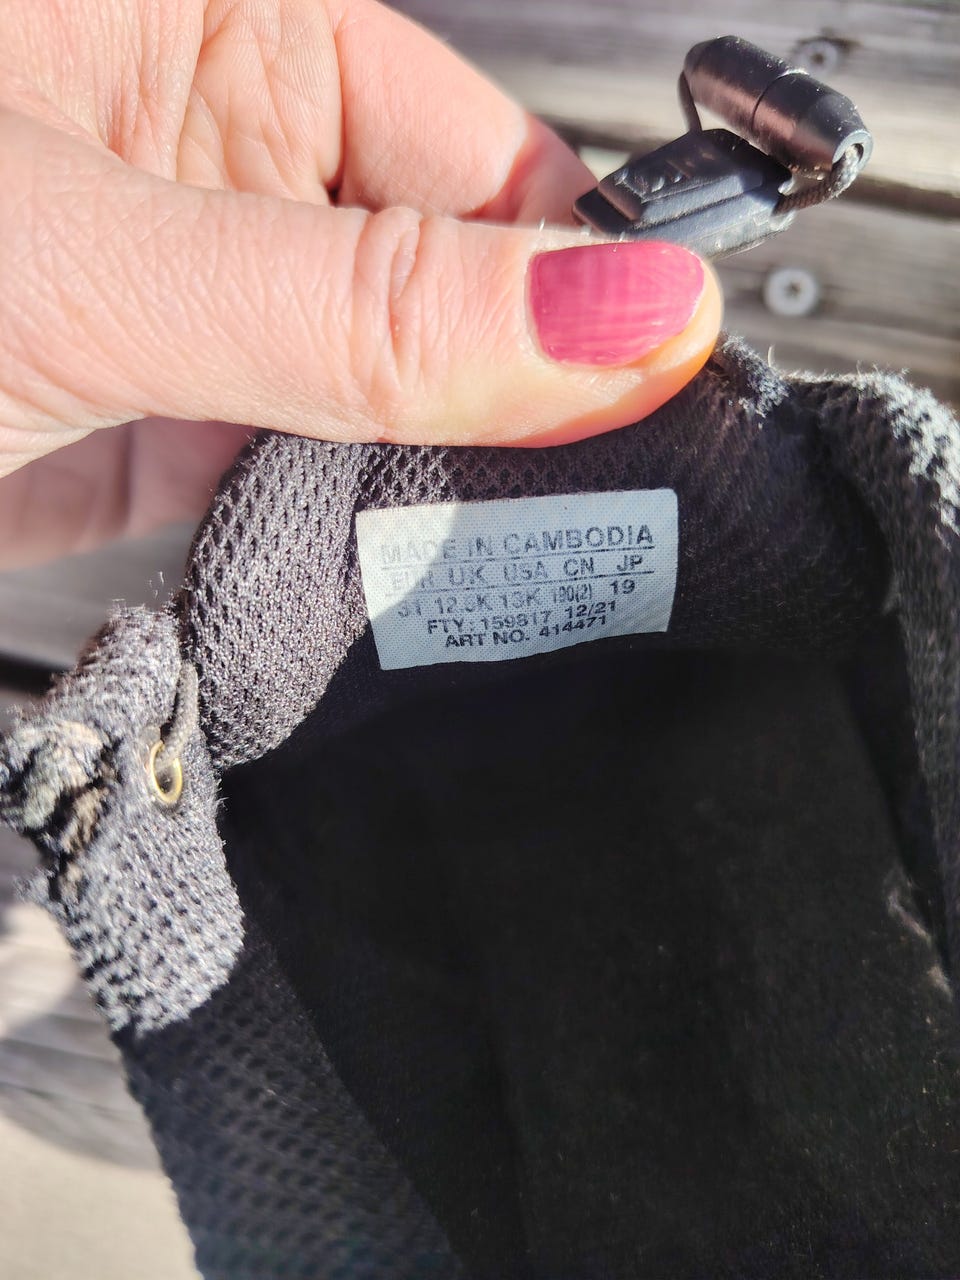 MADE IN CAMBODIA
EUR UK USA CN JP
31 12.5K 13K 190(2) 19
FTY: 159817 12/21
ART NO. 414471